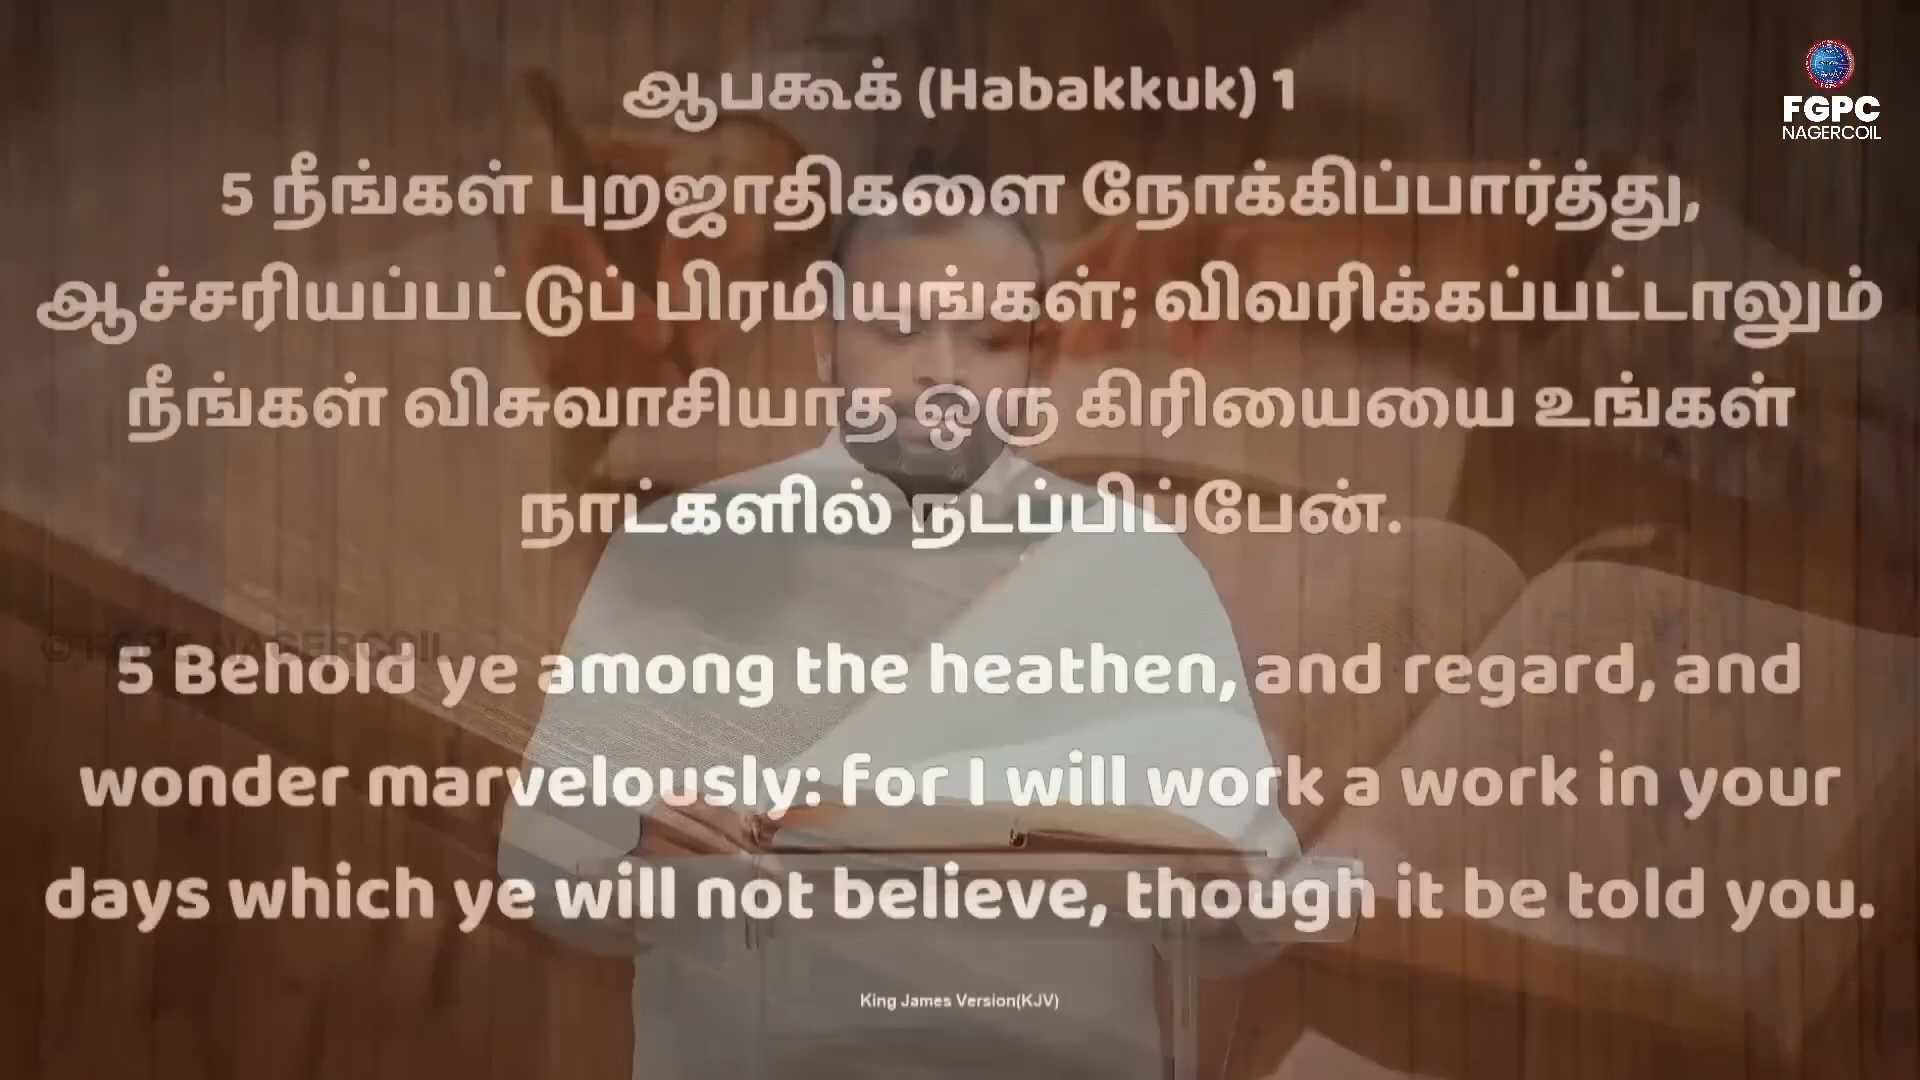 FGPC
NAGERCOIL
ஆபகூக் (Habakkuk) 1
5 நீங்கள் புறஜாதிகளை நோக்கிப்பார்த்து,
ஆச்சரியப்பட்டுப் பிரமியுங்கள்; விவரிக்கப்பட்டாலும்
நீங்கள் விசுவாசியாத ஒரு கிரியையை உங்கள்
நாட்களில் நடப்பிப்பேன்.
© FGPC NAGERCOIL
5 Behold ye among the heathen, and regard, and
wonder marvelously: for I will work a work in your
days which ye will not believe, though it be told you.
King James Version(KJV)